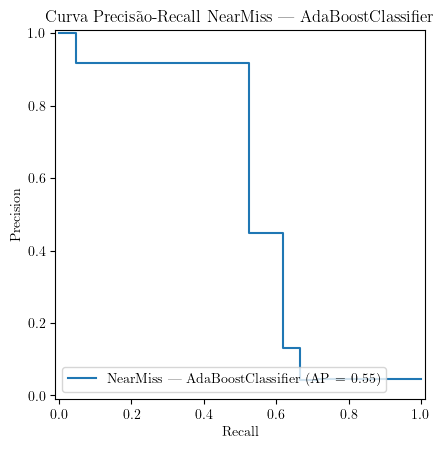 Curva Precisão-Recall NearMiss — AdaBoostClassifier
1.0
0.8
0.6
0.4
0.2
0.0
Precision
NearMiss — AdaBoostClassifier (AP = 0.55)
0.0 0.2 0.4 0.6 0.8 1.0
Recall